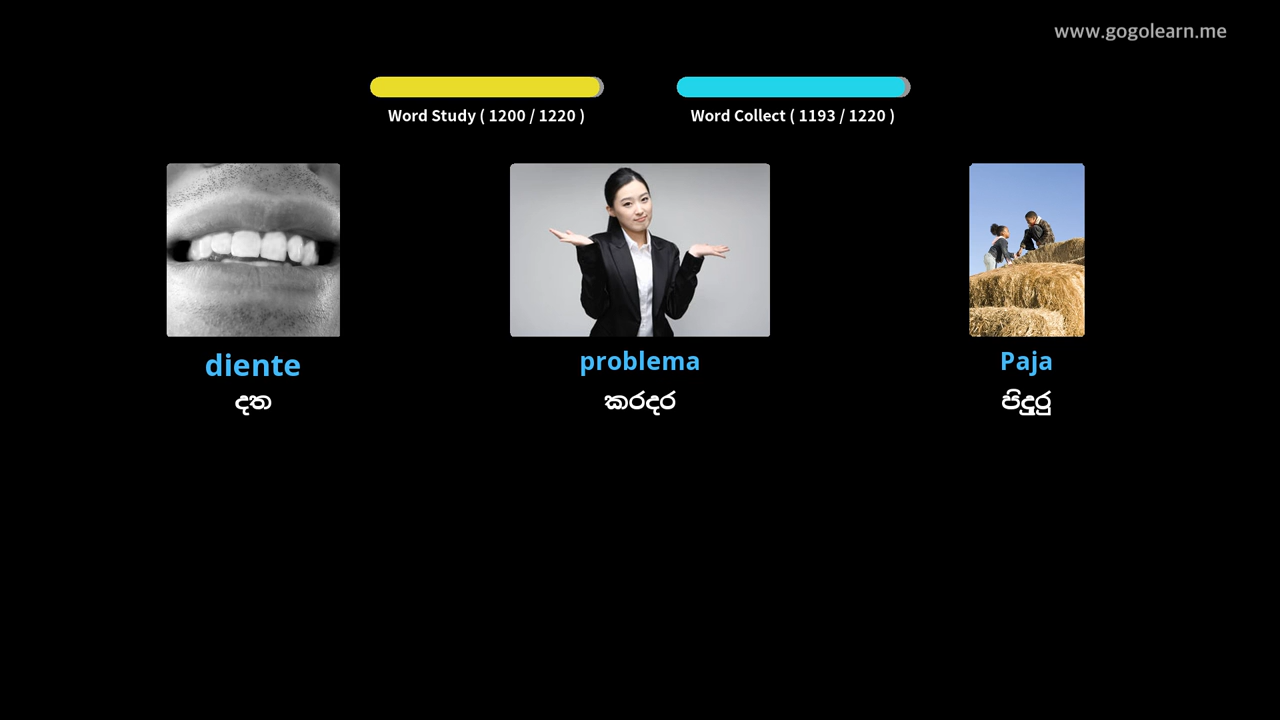 www.gogolearn.me
Word Study ( 1200 / 1220 )
Word Collect ( 1193 / 1220 )
diente
problema
Paja
දත
කරදර
පිදුරු